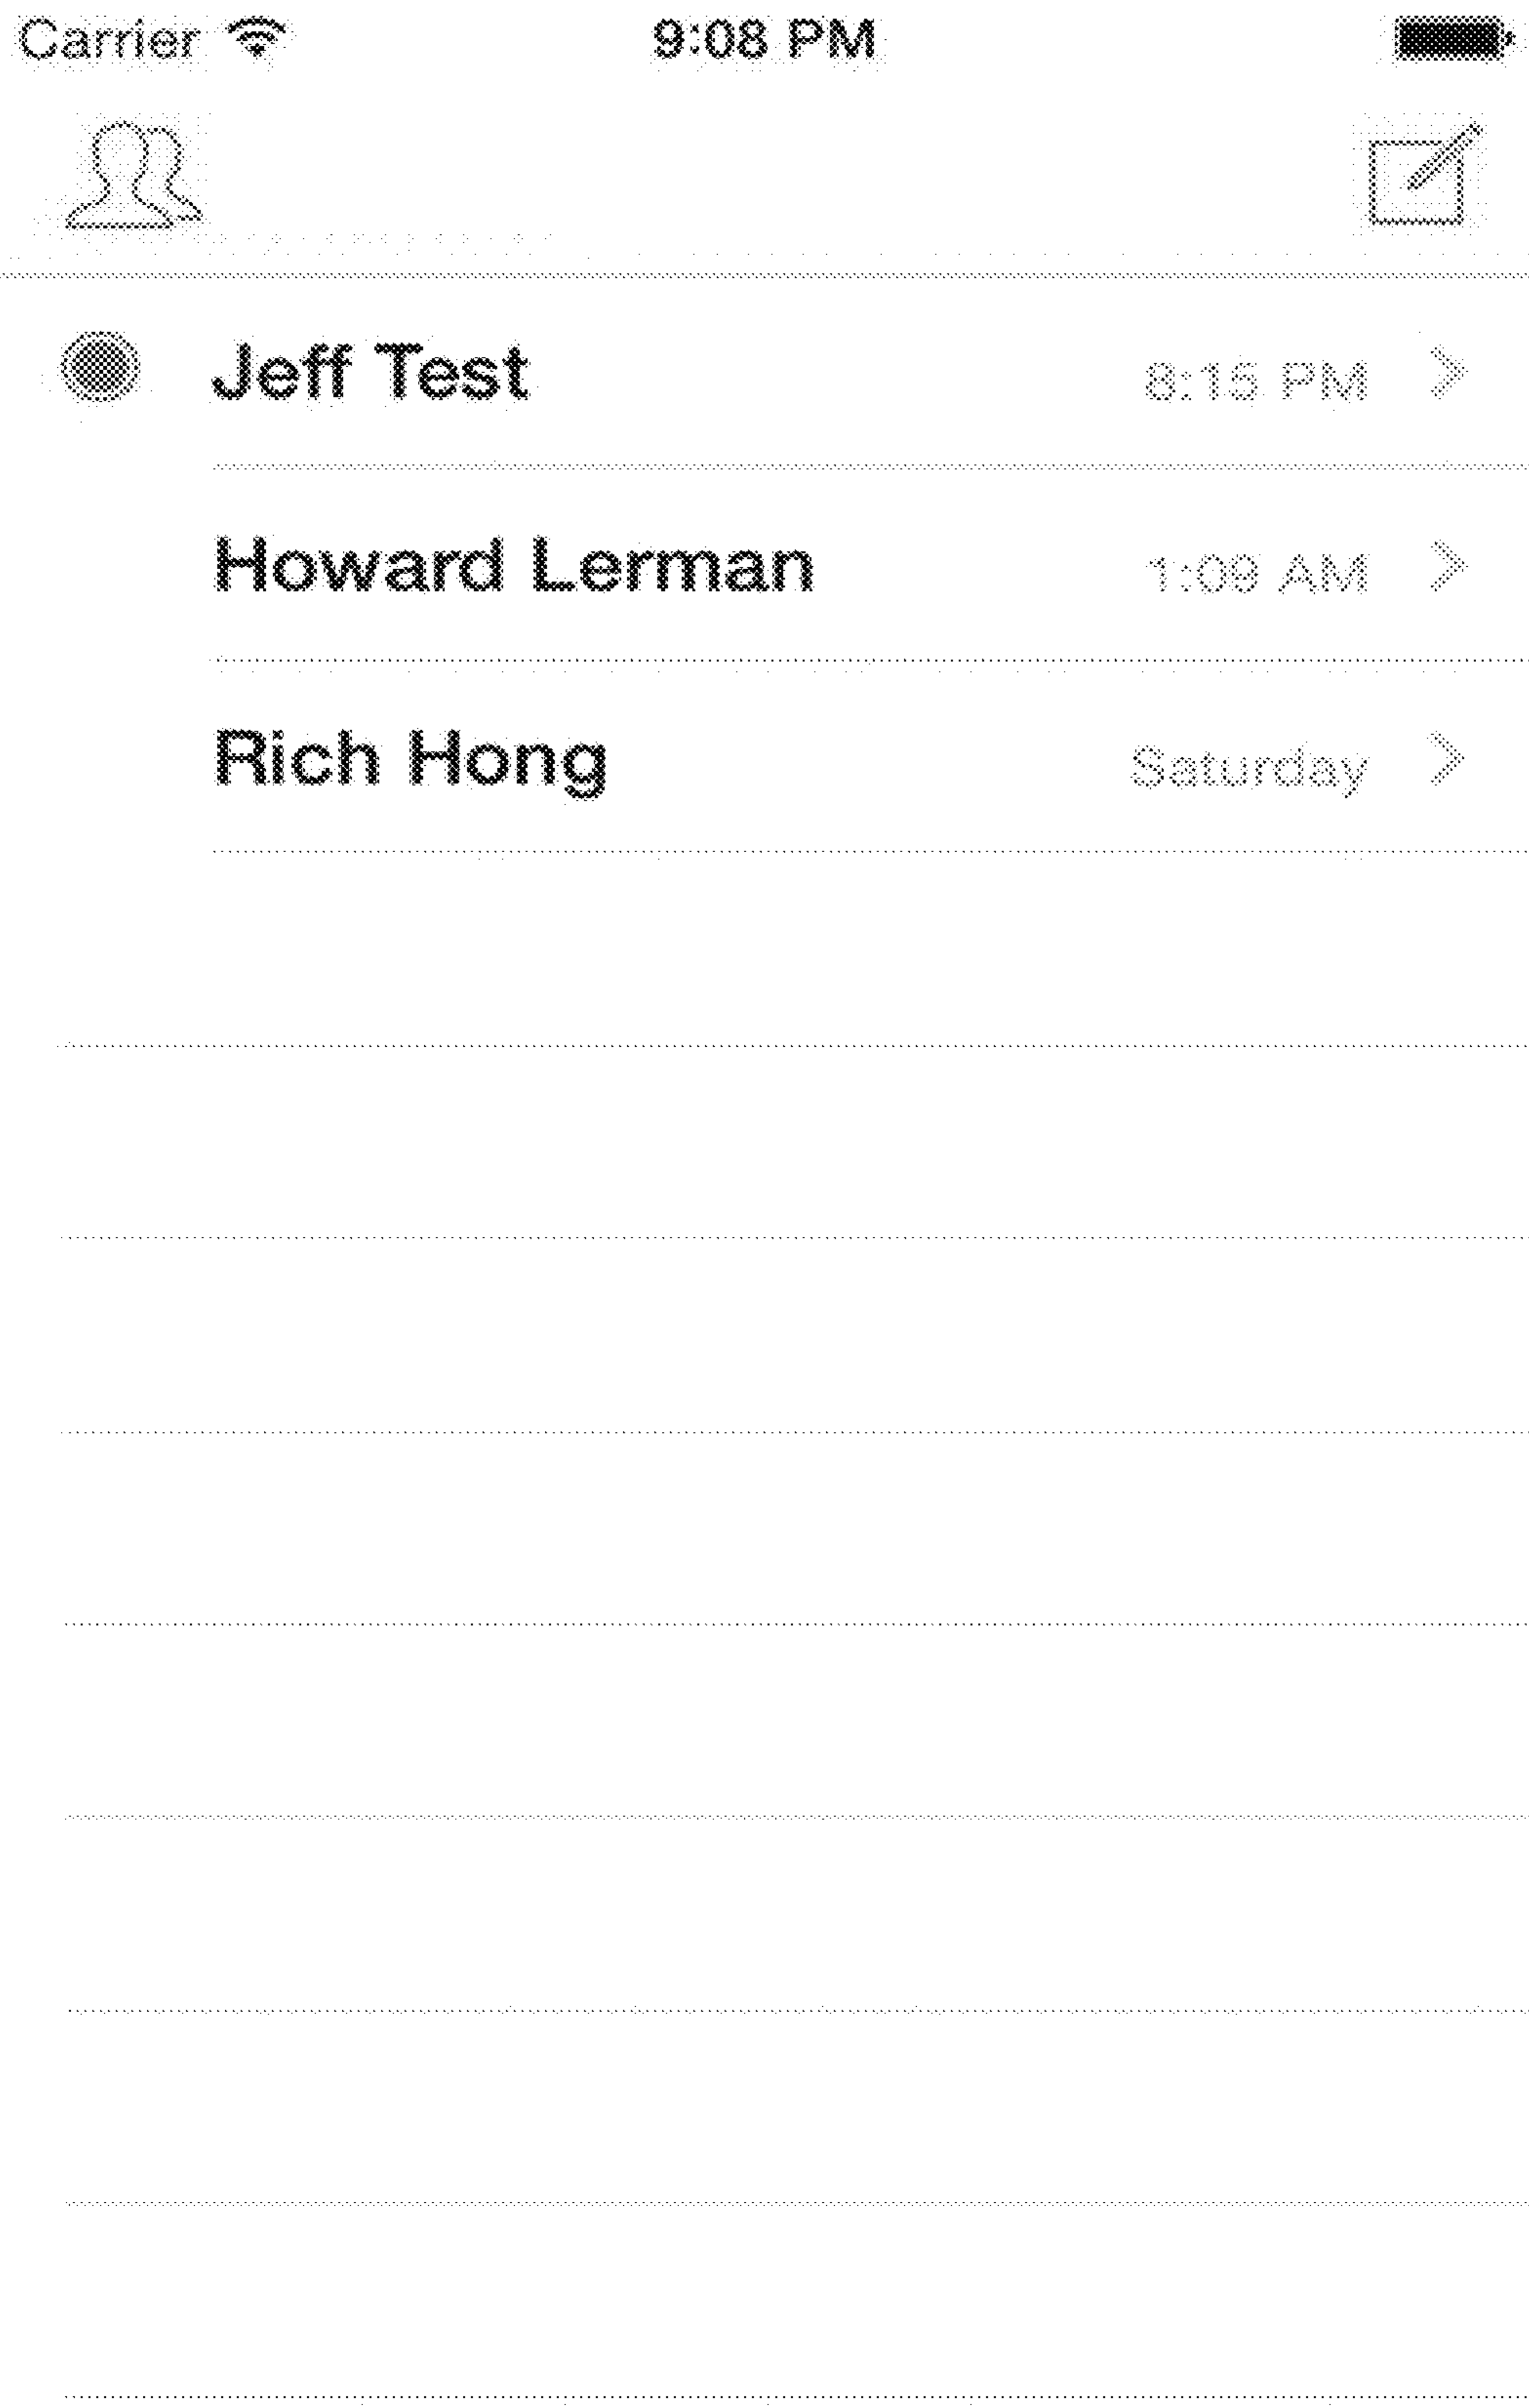 Carrier 9:08 PM
Jeff Test 8:15 PM
Howard Lerman 1:09 AM
Rich Hong Saturday